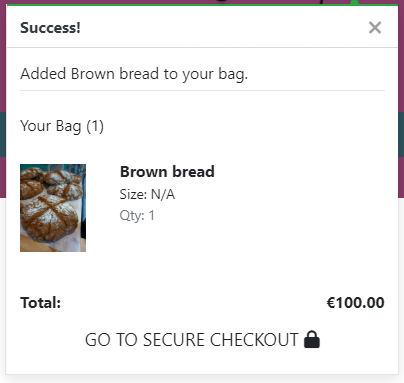 Success!
Added Brown bread to your bag.
Your Bag (1)
Brown bread
Size: N/A
Qty: 1
Total: €100.00
GO TO SECURE CHECKOUT